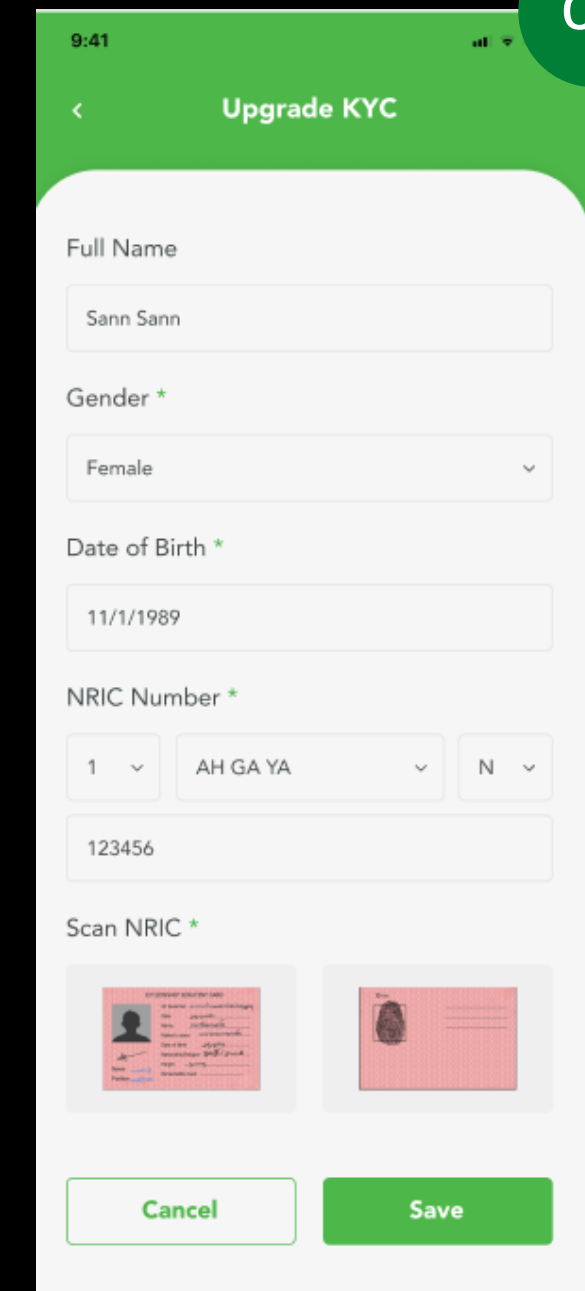 9:41
Upgrade KYC
Full Name
Sann Sann
Gender *
Female
Date of Birth *
11/1/1989
NRIC Number *
1 AH GA YA N
123456
Scan NRIC *
Cancel Save